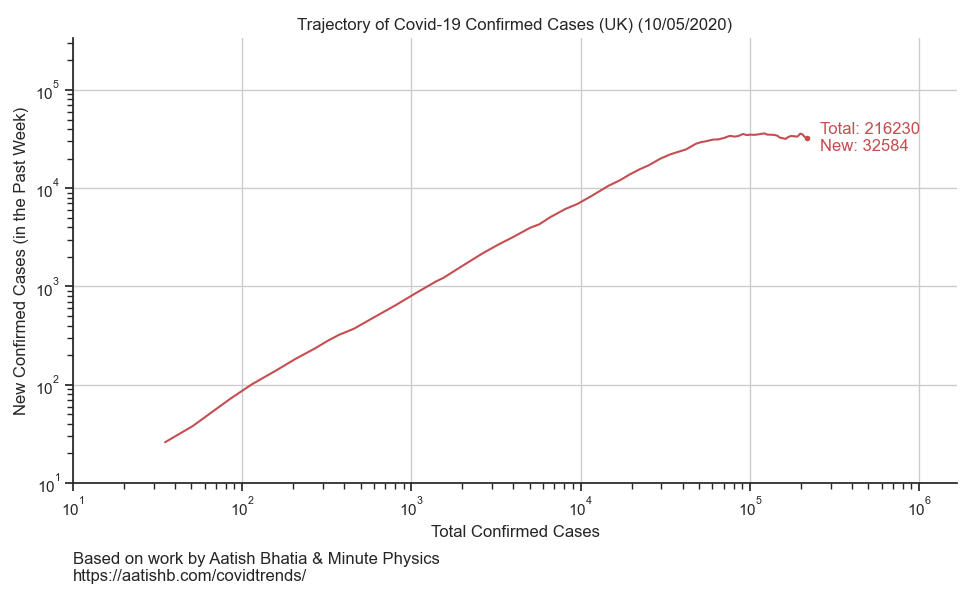 Trajectory of Covid-19 Confirmed Cases (UK) (10/05/2020)
New Confirmed Cases (in the Past Week)
10^5
10^4
10^3
10^2
10^1
Total: 216230
New: 32584
10^1 10^2 10^3 10^4 10^5 10^6
Total Confirmed Cases
Based on work by Aatish Bhatia & Minute Physics
https://aatishb.com/covidtrends/